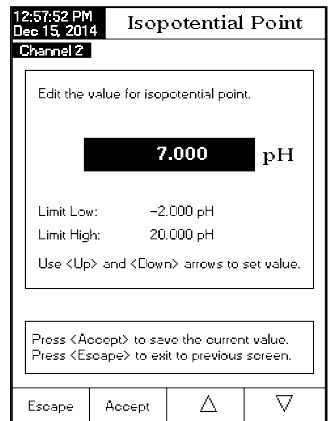 12:57:52 PM
Dec 15, 2014
Isopotential Point
Channel 2
Edit the value for isopotential point.
7.000 pH
Limit Low: -2.000 pH
Limit High: 20.000 pH
Use <Up> and <Down> arrows to set value.
Press <Accept> to save the current value.
Press <Escape> to exit to previous screen.
Escape Accept △ ▽